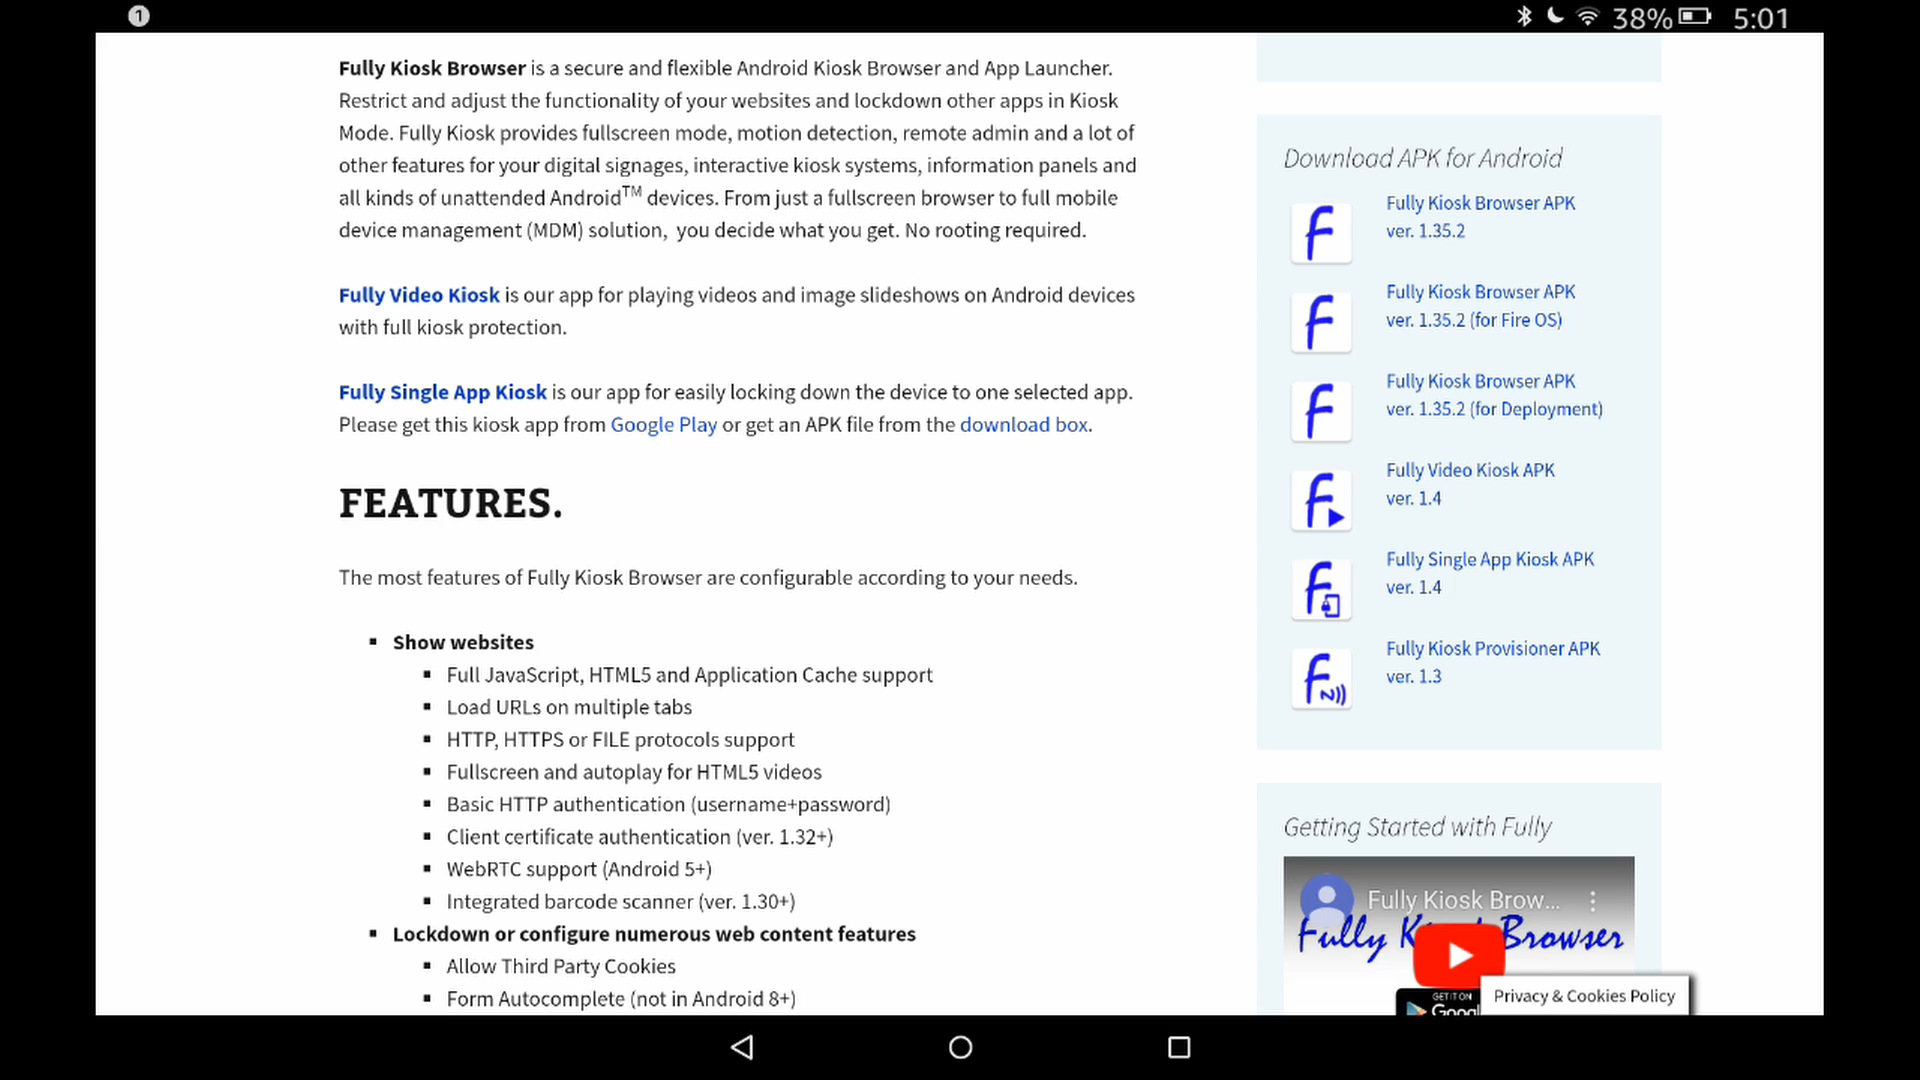 1
38% 5:01
Fully Kiosk Browser is a secure and flexible Android Kiosk Browser and App Launcher.
Restrict and adjust the functionality of your websites and lockdown other apps in Kiosk
Mode. Fully Kiosk provides fullscreen mode, motion detection, remote admin and a lot of
other features for your digital signages, interactive kiosk systems, information panels and
all kinds of unattended Android™ devices. From just a fullscreen browser to full mobile
device management (MDM) solution, you decide what you get. No rooting required.
Fully Video Kiosk is our app for playing videos and image slideshows on Android devices
with full kiosk protection.
Fully Single App Kiosk is our app for easily locking down the device to one selected app.
Please get this kiosk app from Google Play or get an APK file from the download box.
FEATURES.
The most features of Fully Kiosk Browser are configurable according to your needs.
Show websites
Full JavaScript, HTML5 and Application Cache support
Load URLs on multiple tabs
HTTP, HTTPS or FILE protocols support
Fullscreen and autoplay for HTML5 videos
Basic HTTP authentication (username+password)
Client certificate authentication (ver. 1.32+)
WebRTC support (Android 5+)
Integrated barcode scanner (ver. 1.30+)
Lockdown or configure numerous web content features
Allow Third Party Cookies
Form Autocomplete (not in Android 8+)
Download APK for Android
Fully Kiosk Browser APK
ver. 1.35.2
Fully Kiosk Browser APK
ver. 1.35.2 (for Fire OS)
Fully Kiosk Browser APK
ver. 1.35.2 (for Deployment)
Fully Video Kiosk APK
ver. 1.4
Fully Single App Kiosk APK
ver. 1.4
Fully Kiosk Provisioner APK
ver. 1.3
Getting Started with Fully
Fully Kiosk Brow...
Fully K Browser
GET IT ON
Privacy & Cookies Policy